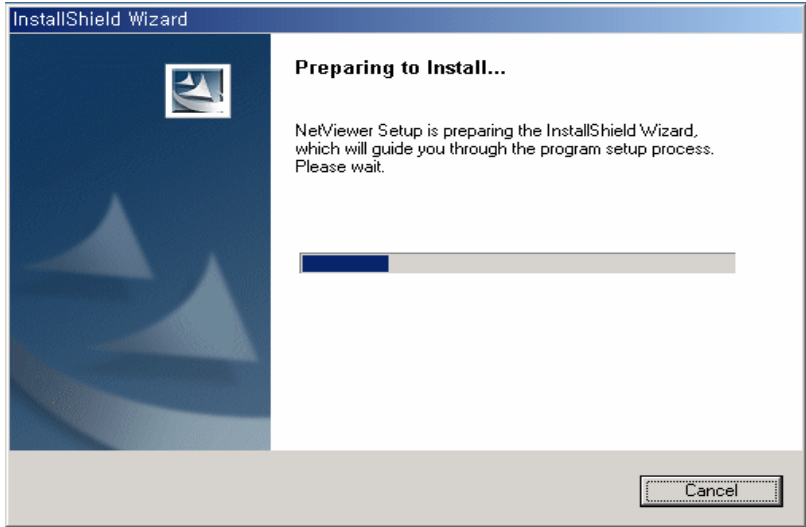 InstallShield Wizard
Preparing to Install...
NetViewer Setup is preparing the InstallShield Wizard,
which will guide you through the program setup process.
Please wait.
Cancel